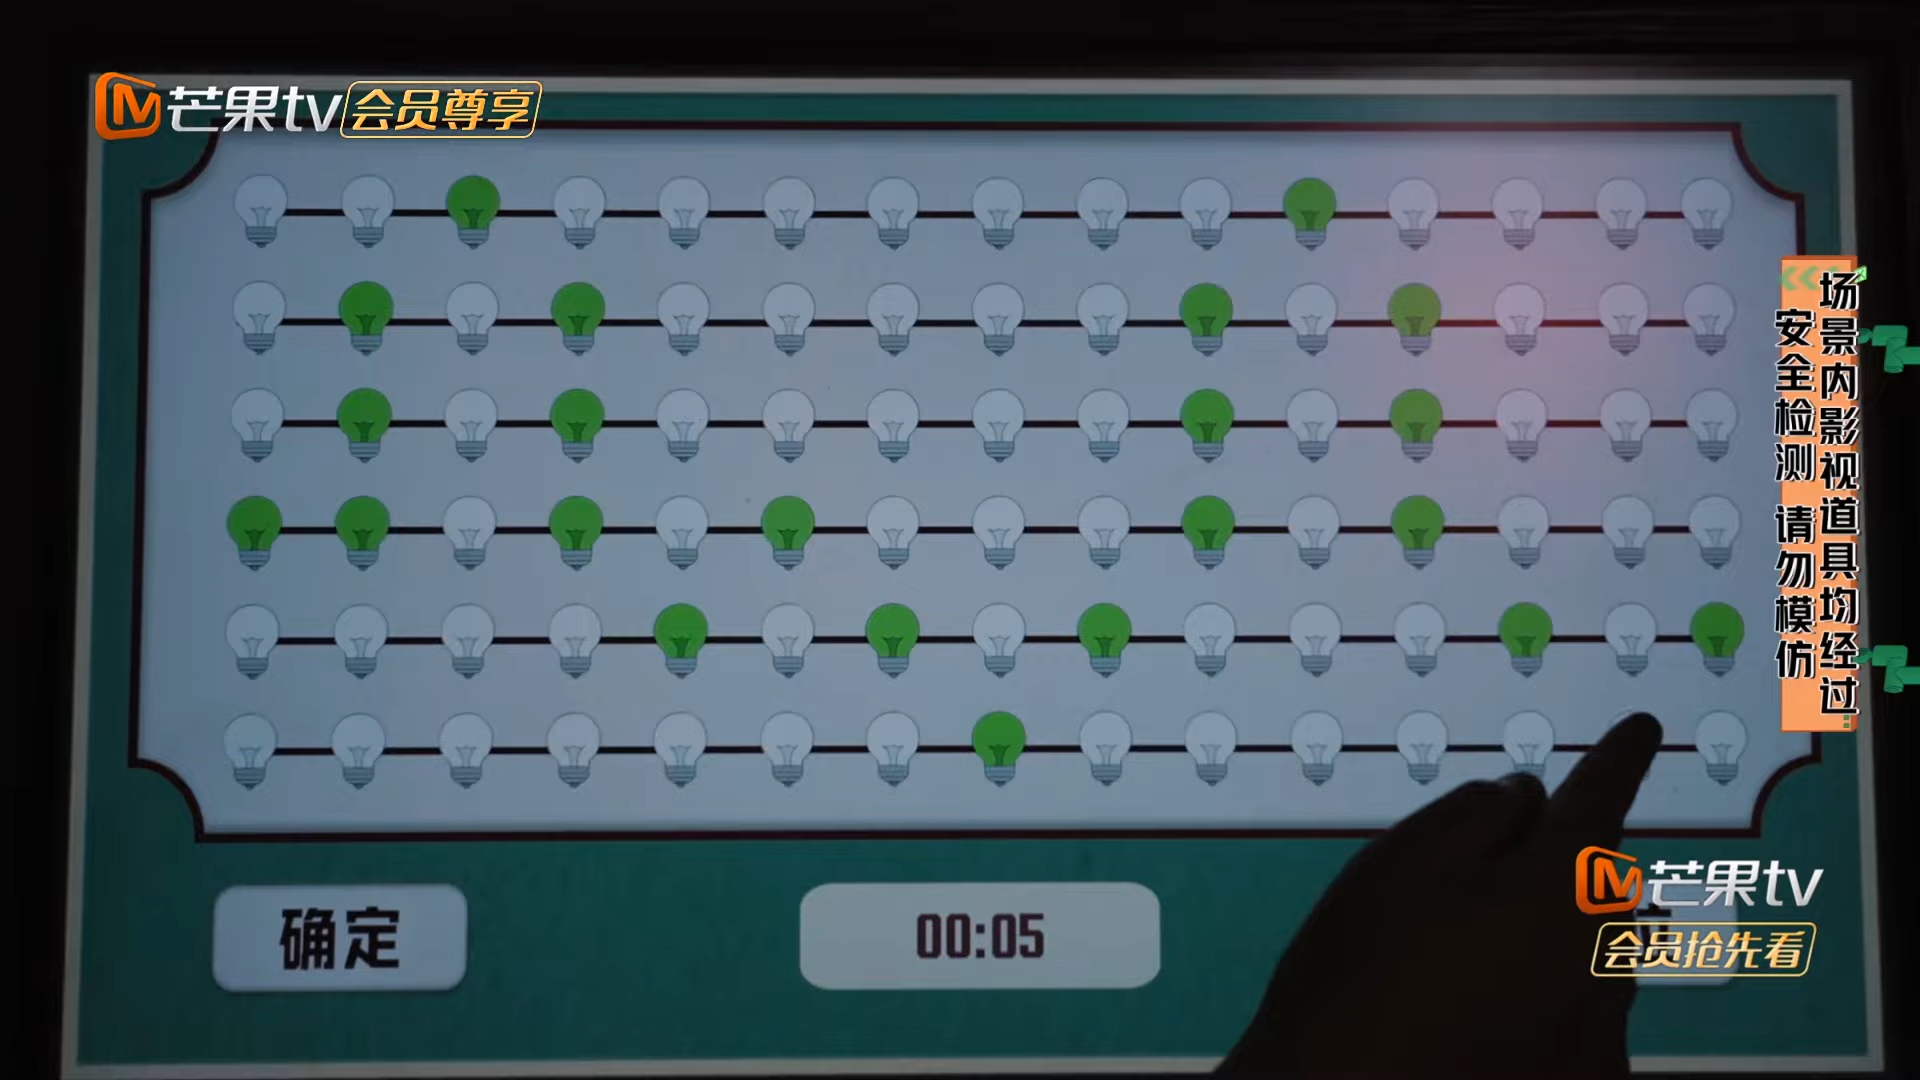 芒果tv会员尊享
场景内影视道具均经过
安全检测 请勿模仿
确定
00:05
芒果tv
会员抢先看